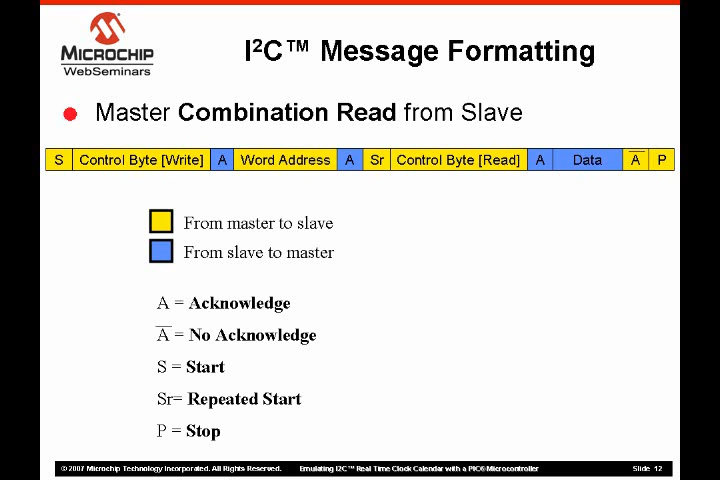 MICROCHIP
WebSeminars
I²C™ Message Formatting
Master Combination Read from Slave
S Control Byte [Write] A Word Address A Sr Control Byte [Read] A Data A̅ P
From master to slave
From slave to master
A = Acknowledge
A̅ = No Acknowledge
S = Start
Sr= Repeated Start
P = Stop
© 2007 Microchip Technology Incorporated. All Rights Reserved. Emulating I2C™ Real Time Clock Calendar with a PIC® Microcontroller Slide 12